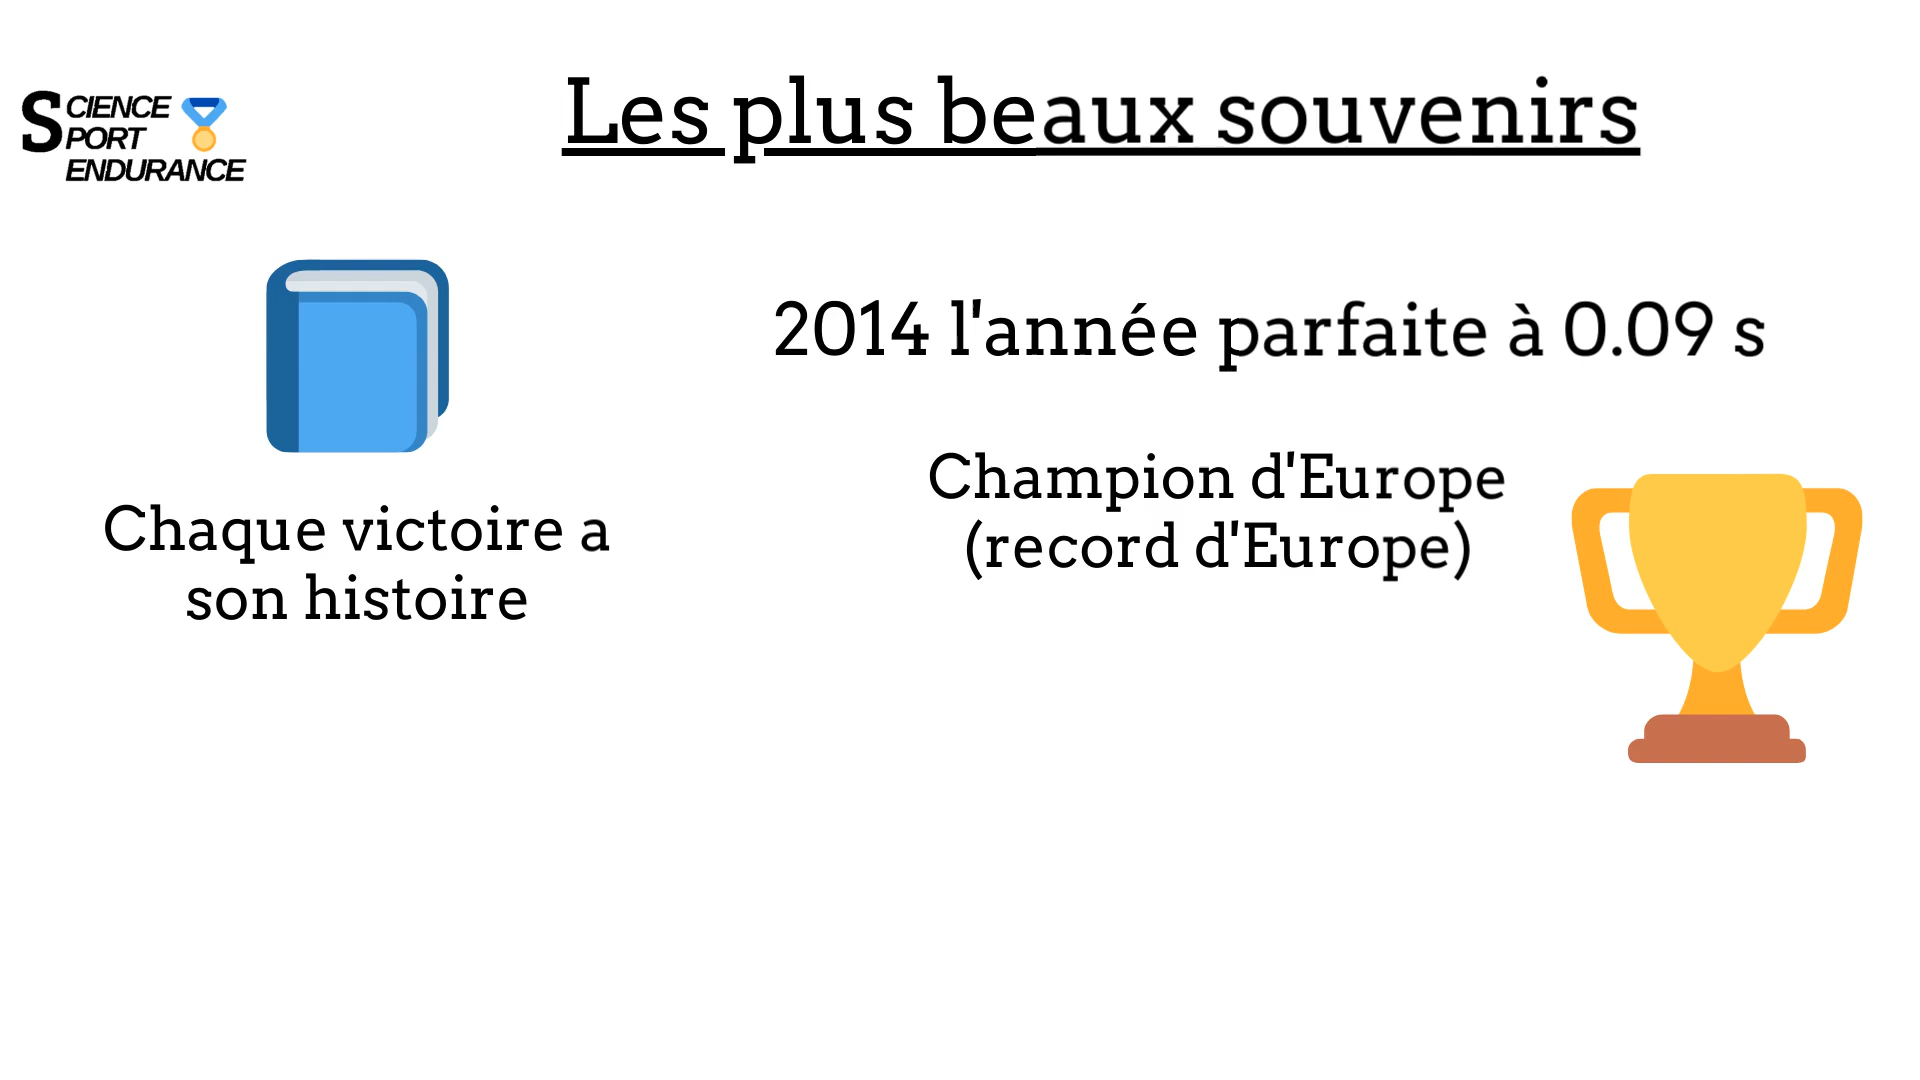 SCIENCE
SPORT
ENDURANCE
Les plus beaux souvenirs
Chaque victoire a
son histoire
2014 l'année parfaite à 0.09 s
Champion d'Europe
(record d'Europe)